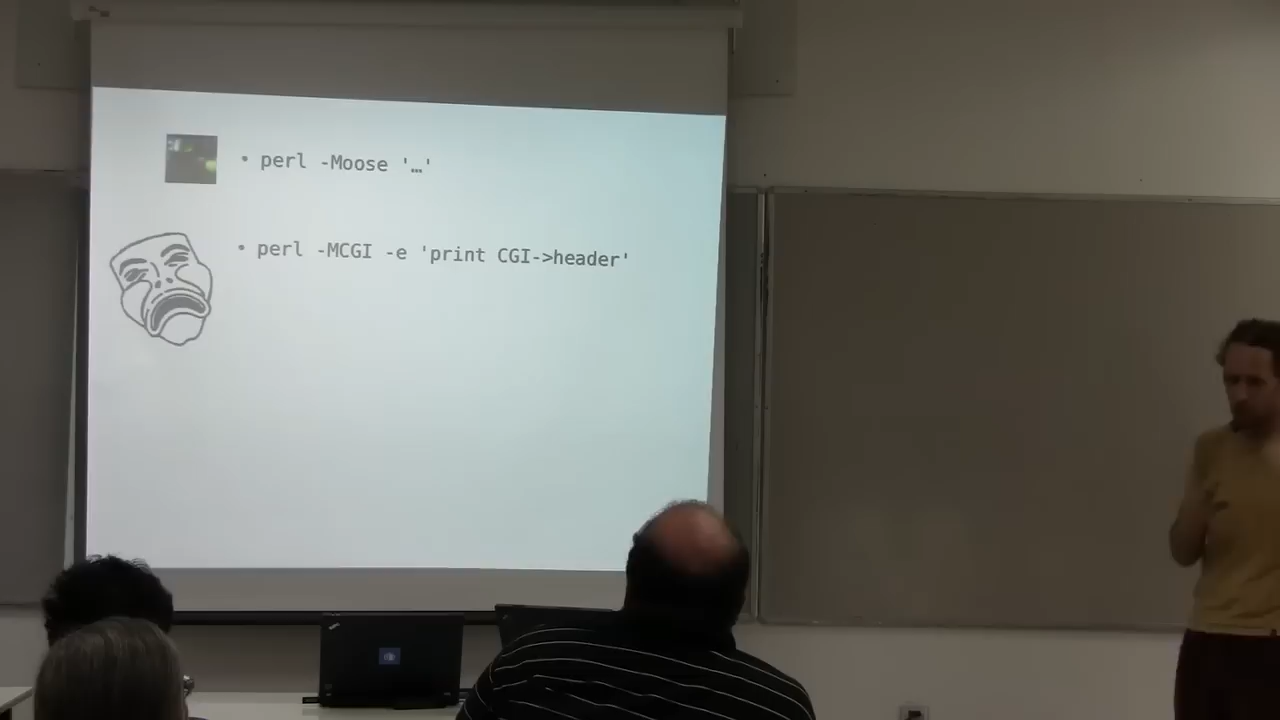 • perl -Moose '…'
• perl -MCGI -e 'print CGI->header'